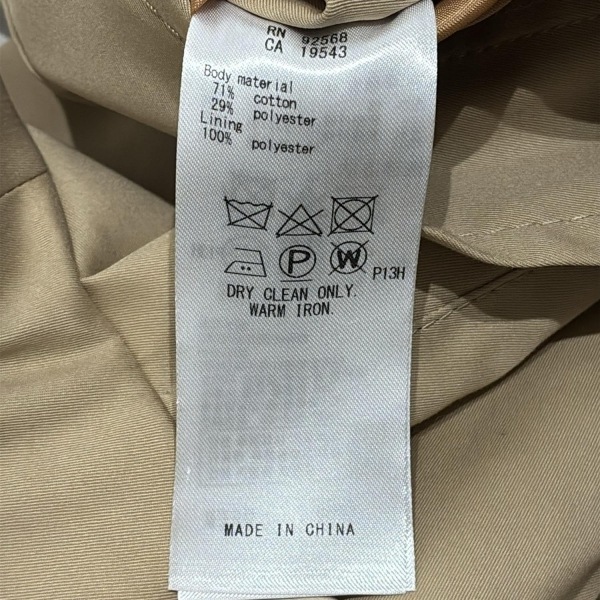 RN 92568
CA 19543
Body material
71% cotton
29% polyester
Lining
100% polyester
P W P13H
DRY CLEAN ONLY.
WARM IRON.
MADE IN CHINA